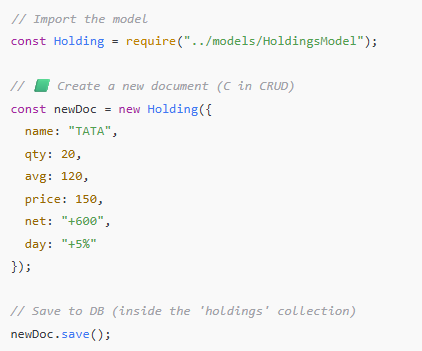 // Import the model
const Holding = require("../models/HoldingsModel");
// 🟩 Create a new document (C in CRUD)
const newDoc = new Holding({
name: "TATA",
qty: 20,
avg: 120,
price: 150,
net: "+600",
day: "+5%"
});
// Save to DB (inside the 'holdings' collection)
newDoc.save();